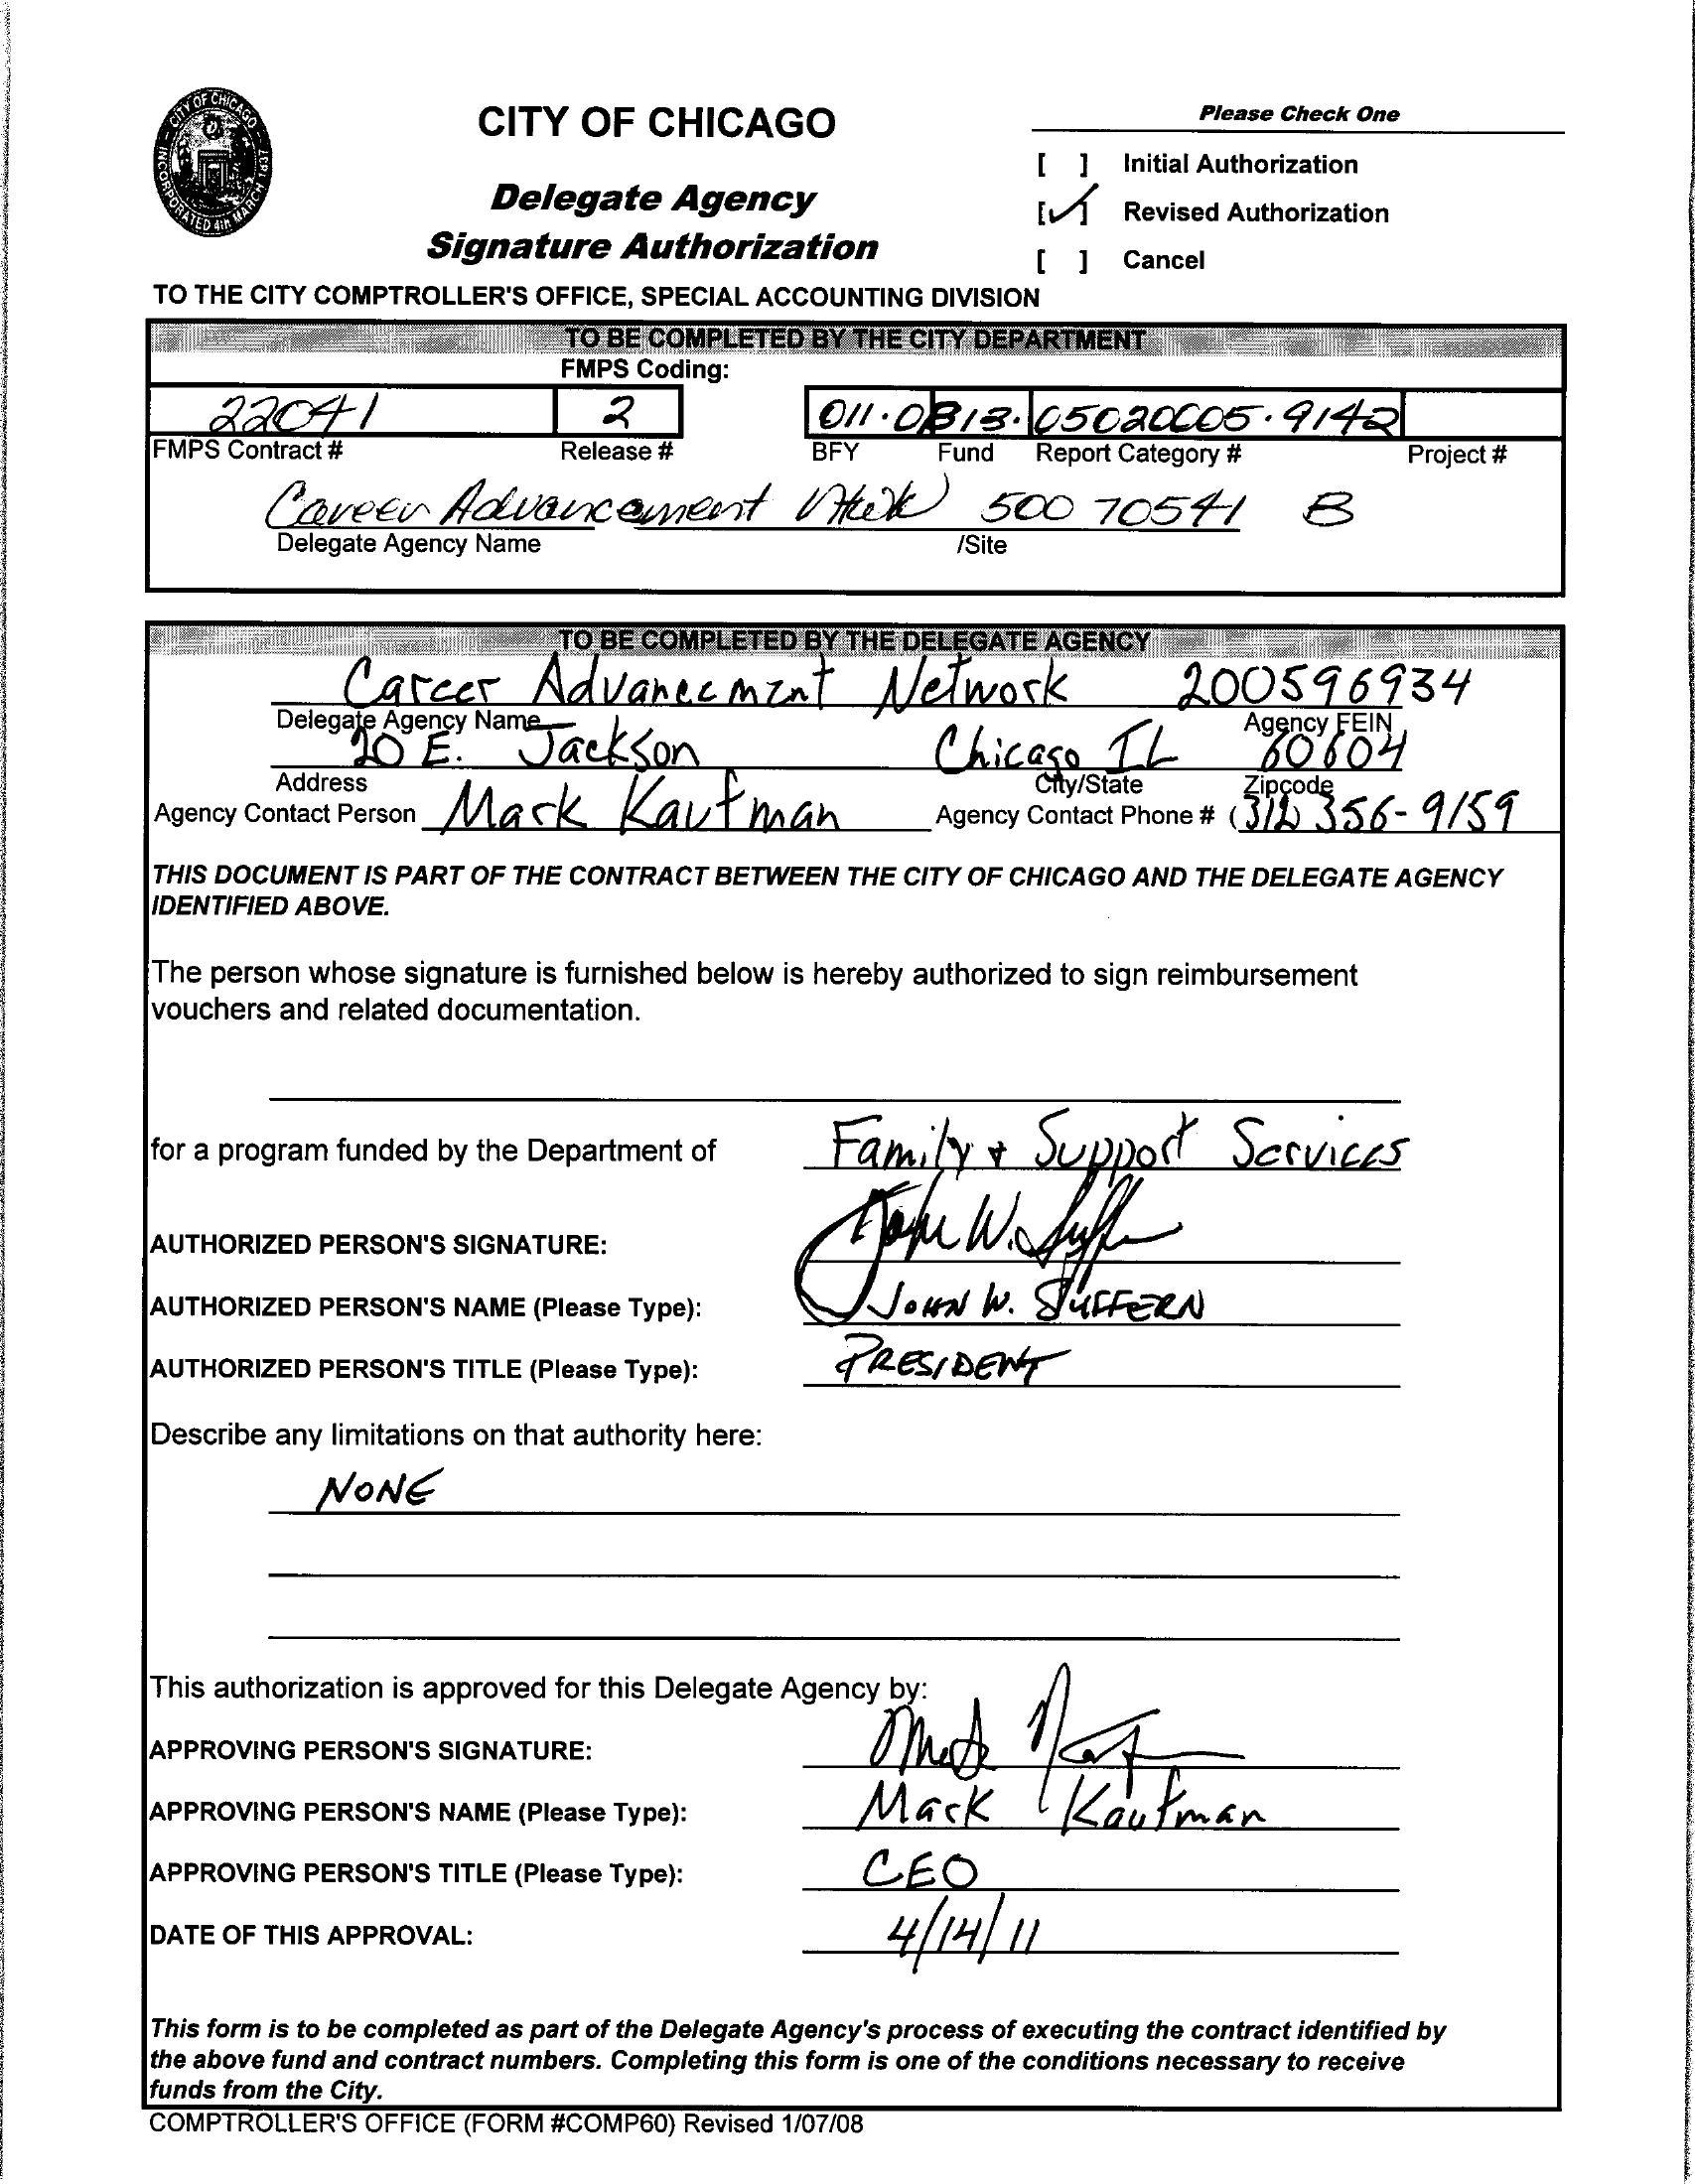 CITY OF CHICAGO
Delegate Agency
Signature Authorization
Please Check One
[ ] Initial Authorization
[✓] Revised Authorization
[ ] Cancel
CITY OF CHICAGO
INCORPORATED 4th MARCH 1837
TO THE CITY COMPTROLLER'S OFFICE, SPECIAL ACCOUNTING DIVISION
TO BE COMPLETED BY THE CITY DEPARTMENT
FMPS Coding:
22041 2 011.0B13.05020005.9142
FMPS Contract # Release # BFY Fund Report Category # Project #
Career Advancement 500 70541 B
Delegate Agency Name /Site
TO BE COMPLETED BY THE DELEGATE AGENCY
Career Advancement Network 200596934
Delegate Agency Name Agency FEIN
20 E. Jackson Chicago IL 60604
Address City/State Zipcode
Agency Contact Person Mark Kaufman Agency Contact Phone # (312) 356-9159
THIS DOCUMENT IS PART OF THE CONTRACT BETWEEN THE CITY OF CHICAGO AND THE DELEGATE AGENCY
IDENTIFIED ABOVE.
The person whose signature is furnished below is hereby authorized to sign reimbursement
vouchers and related documentation.
for a program funded by the Department of Family + Support Services
AUTHORIZED PERSON'S SIGNATURE: John W. Suffern
AUTHORIZED PERSON'S NAME (Please Type): JOHN W. SUFFERN
AUTHORIZED PERSON'S TITLE (Please Type): PRESIDENT
Describe any limitations on that authority here:
NONE
This authorization is approved for this Delegate Agency by:
APPROVING PERSON'S SIGNATURE: Mark Kaufman
APPROVING PERSON'S NAME (Please Type): Mark Kaufman
APPROVING PERSON'S TITLE (Please Type): CEO
DATE OF THIS APPROVAL: 4/14/11
This form is to be completed as part of the Delegate Agency's process of executing the contract identified by
the above fund and contract numbers. Completing this form is one of the conditions necessary to receive
funds from the City.
COMPTROLLER'S OFFICE (FORM #COMP60) Revised 1/07/08